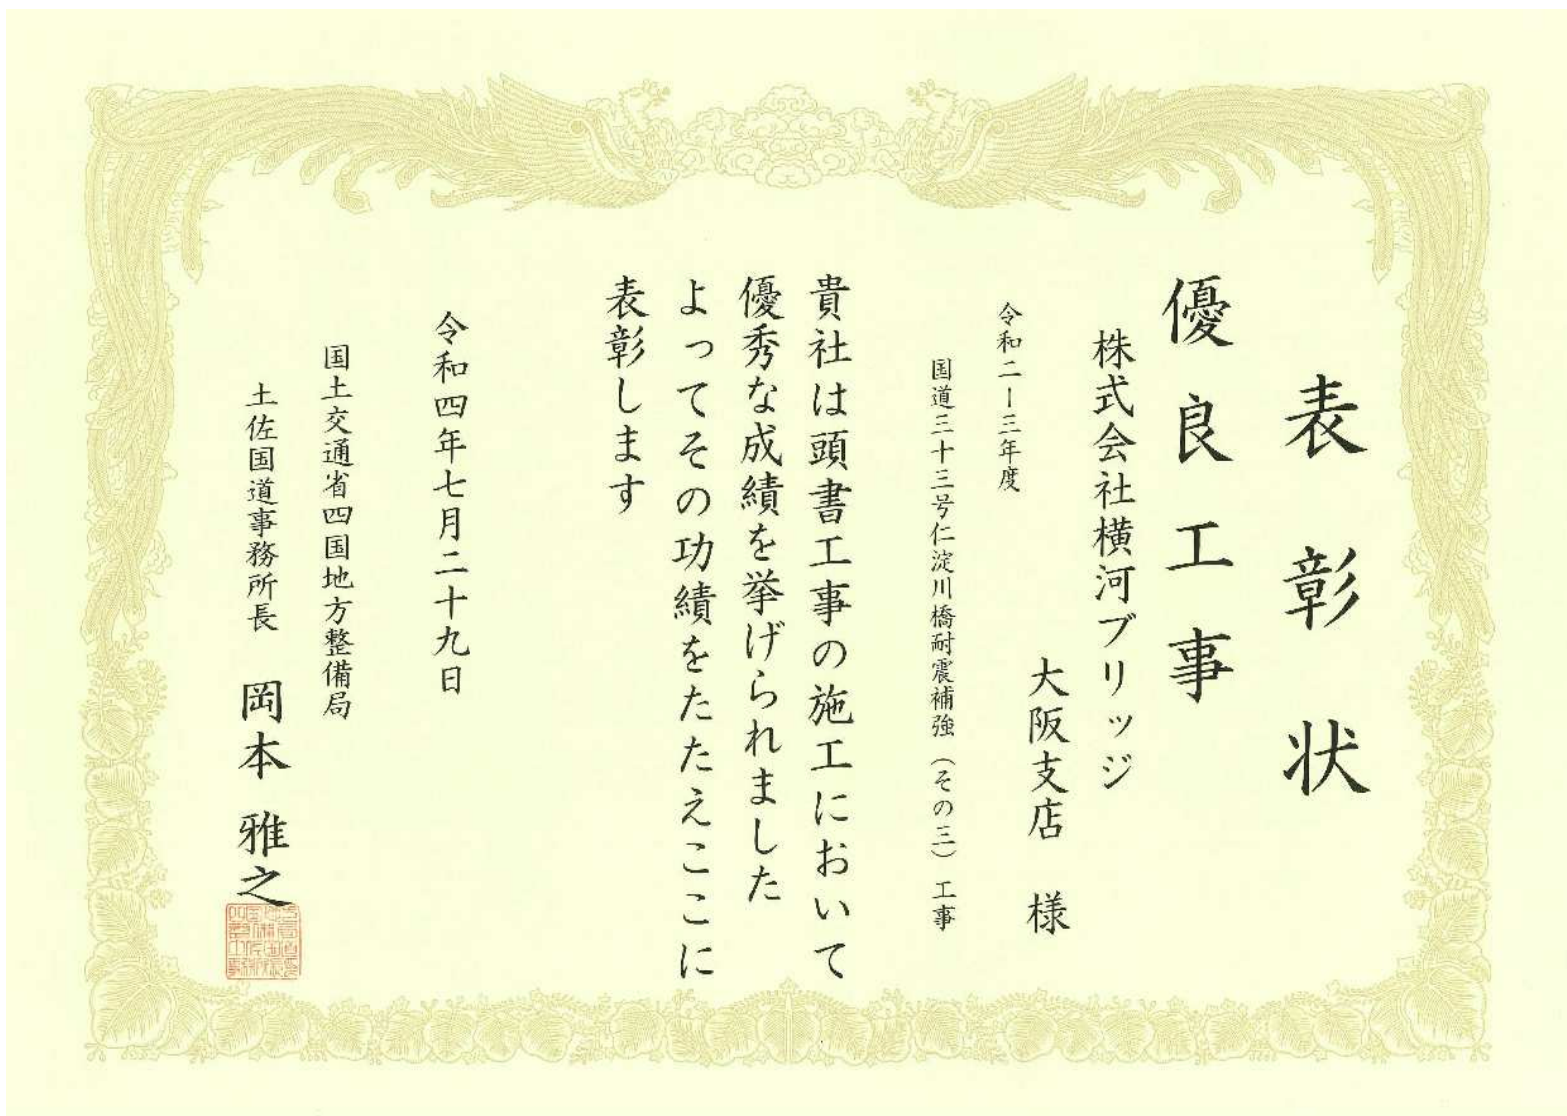 表彰状
優良工事
株式会社横河ブリッジ
大阪支店 様
令和二ー三年度
国道三十三号仁淀川橋耐震補強（その三）工事
貴社は頭書工事の施工において
優秀な成績を挙げられました
よってその功績をたたえここに
表彰します
令和四年七月二十九日
国土交通省四国地方整備局
土佐国道事務所長 岡本 雅之